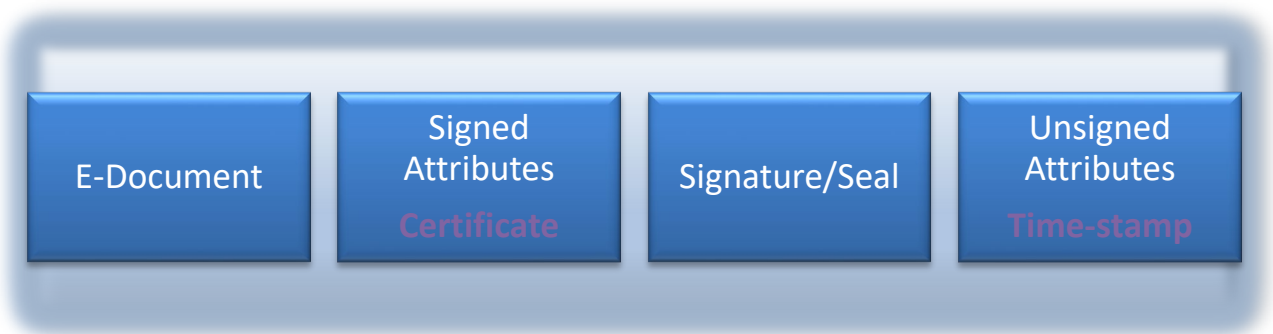 E-Document
Signed
Attributes
Certificate
Signature/Seal
Unsigned
Attributes
Time-stamp